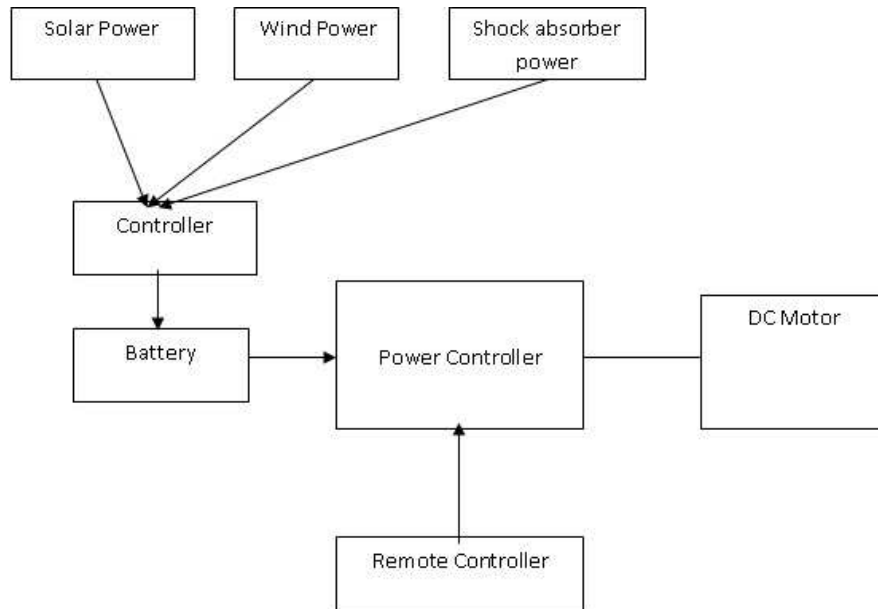 Solar Power
Wind Power
Shock absorber
power
Controller
Battery
Power Controller
DC Motor
Remote Controller